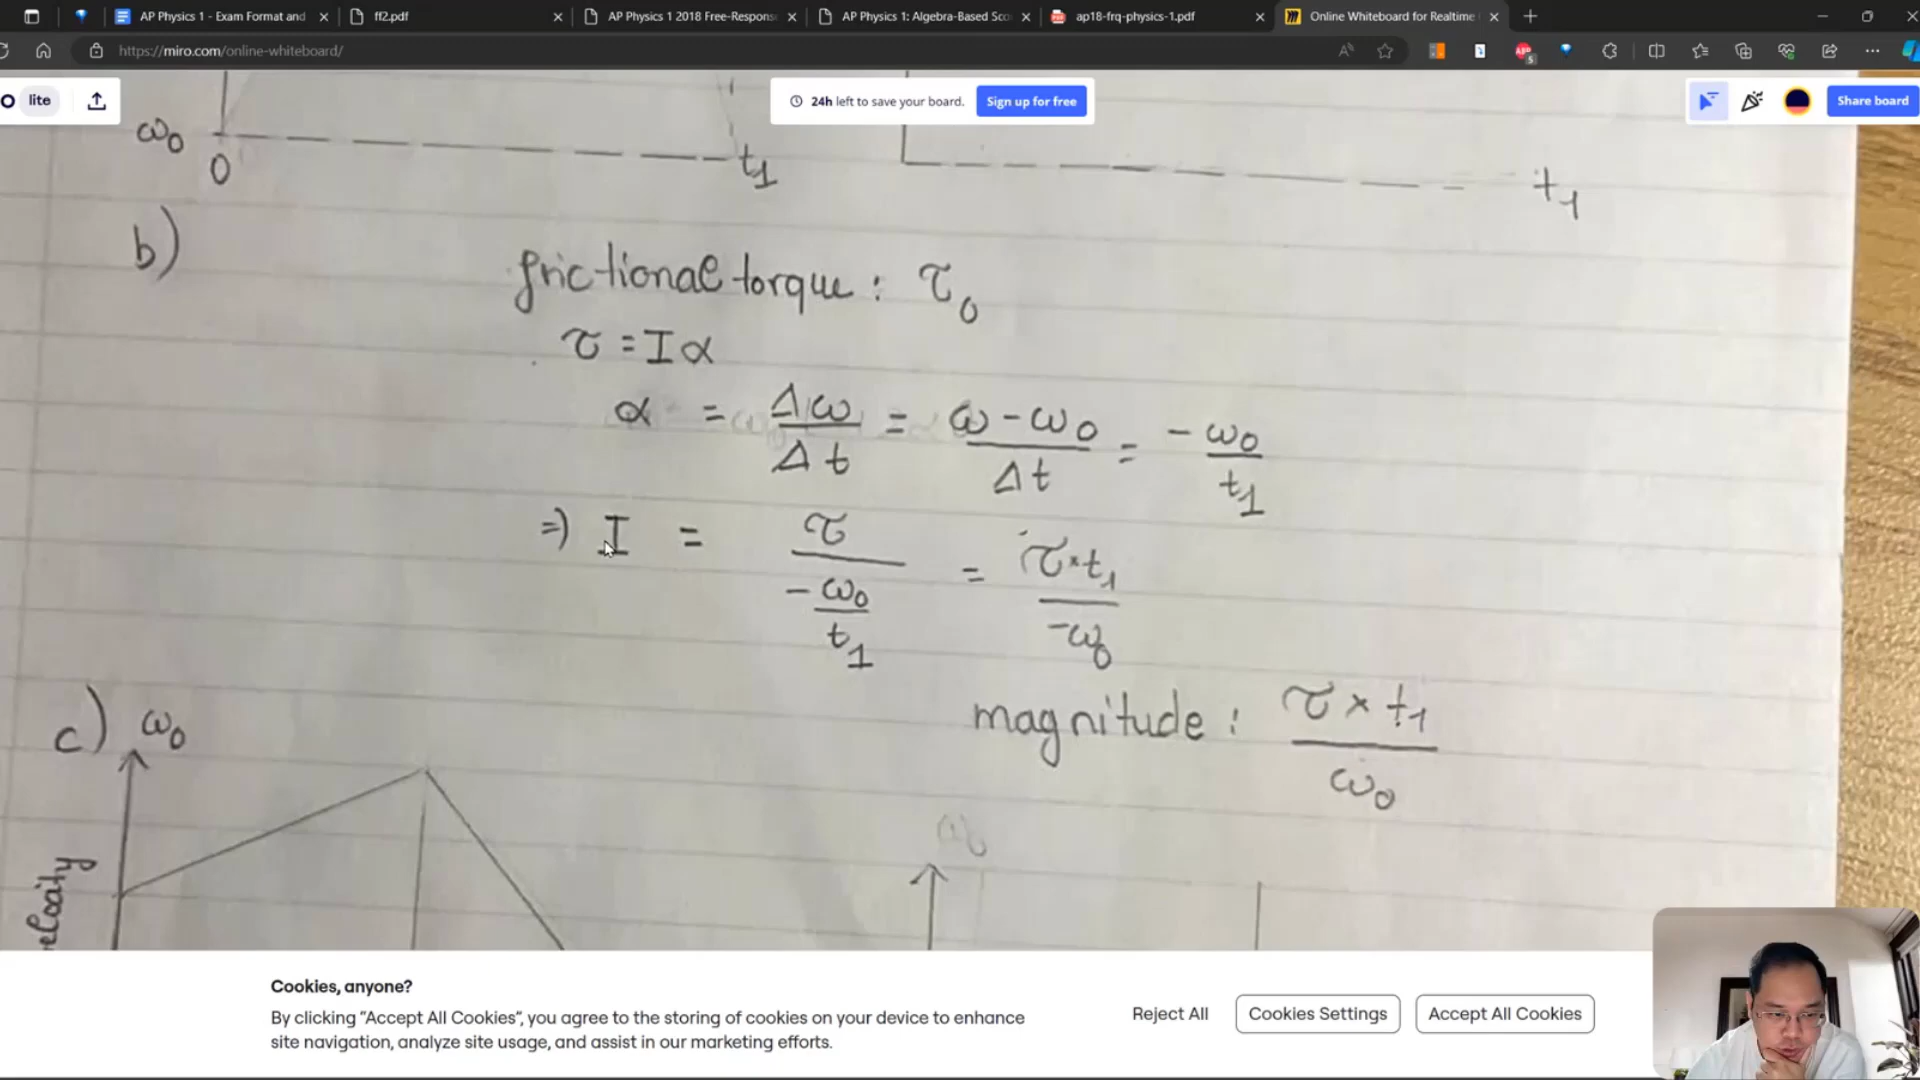 AP Physics 1 - Exam Format and
ff2.pdf
AP Physics 1 2018 Free-Respons
AP Physics 1: Algebra-Based Sco
ap18-frq-physics-1.pdf
Online Whiteboard for Realtime
https://miro.com/online-whiteboard/
lite
24h left to save your board.
Sign up for free
Share board
ω₀
0
t₁
t₁
b)
frictional torque : τ₀
τ = Iα
α = Δω/Δt = ω - ω₀/Δt = -ω₀/t₁
=> I = τ/(-ω₀/t₁) = τ × t₁/-ω₀
magnitude : τ × t₁/ω₀
c) ω₀
elocity
Cookies, anyone?
By clicking “Accept All Cookies”, you agree to the storing of cookies on your device to enhance
site navigation, analyze site usage, and assist in our marketing efforts.
Reject All
Cookies Settings
Accept All Cookies